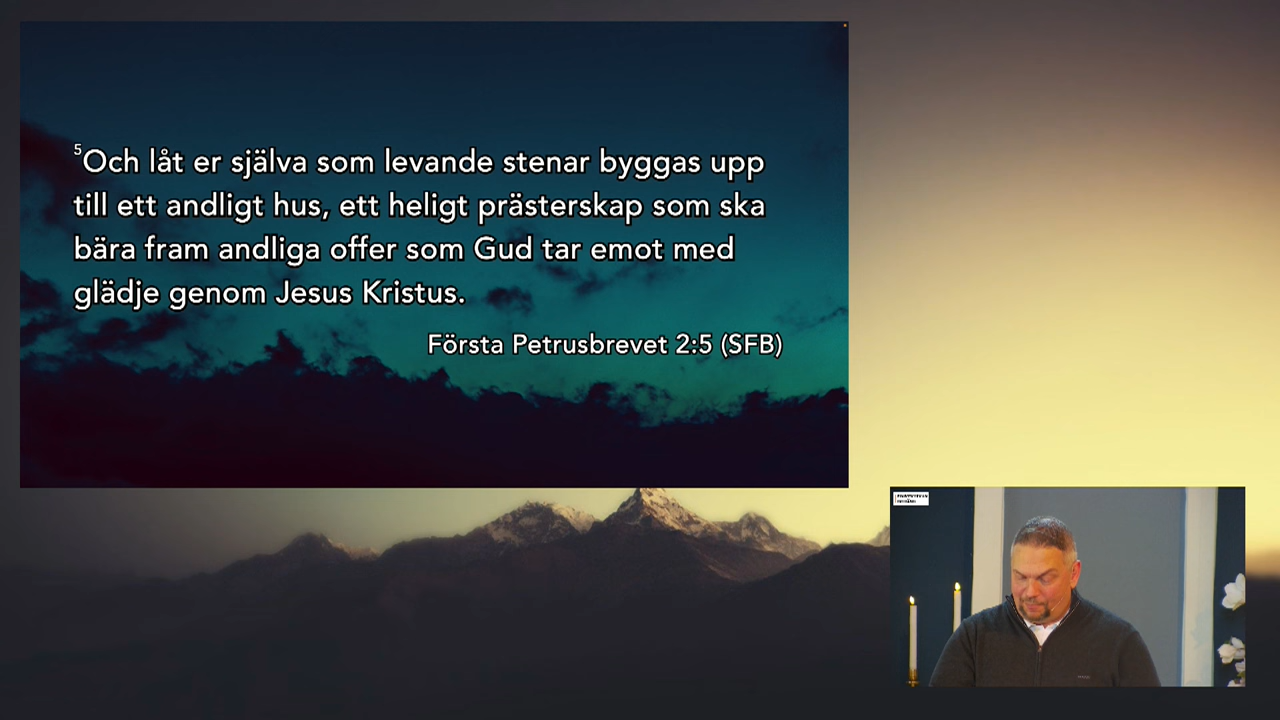 ⁵Och låt er själva som levande stenar byggas upp
till ett andligt hus, ett heligt prästerskap som ska
bära fram andliga offer som Gud tar emot med
glädje genom Jesus Kristus.
Första Petrusbrevet 2:5 (SFB)